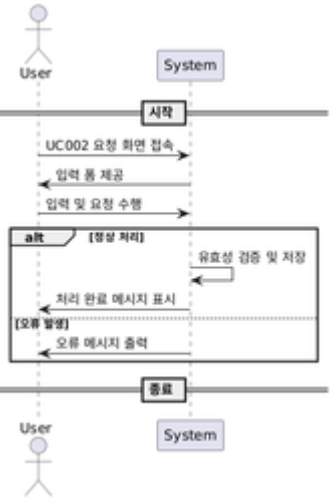 User
System
시작
UC002 요청 화면 접속
입력 폼 제공
입력 및 요청 수행
alt [정상 처리]
유효성 검증 및 저장
처리 완료 메시지 표시
[오류 발생]
오류 메시지 출력
종료
User
System